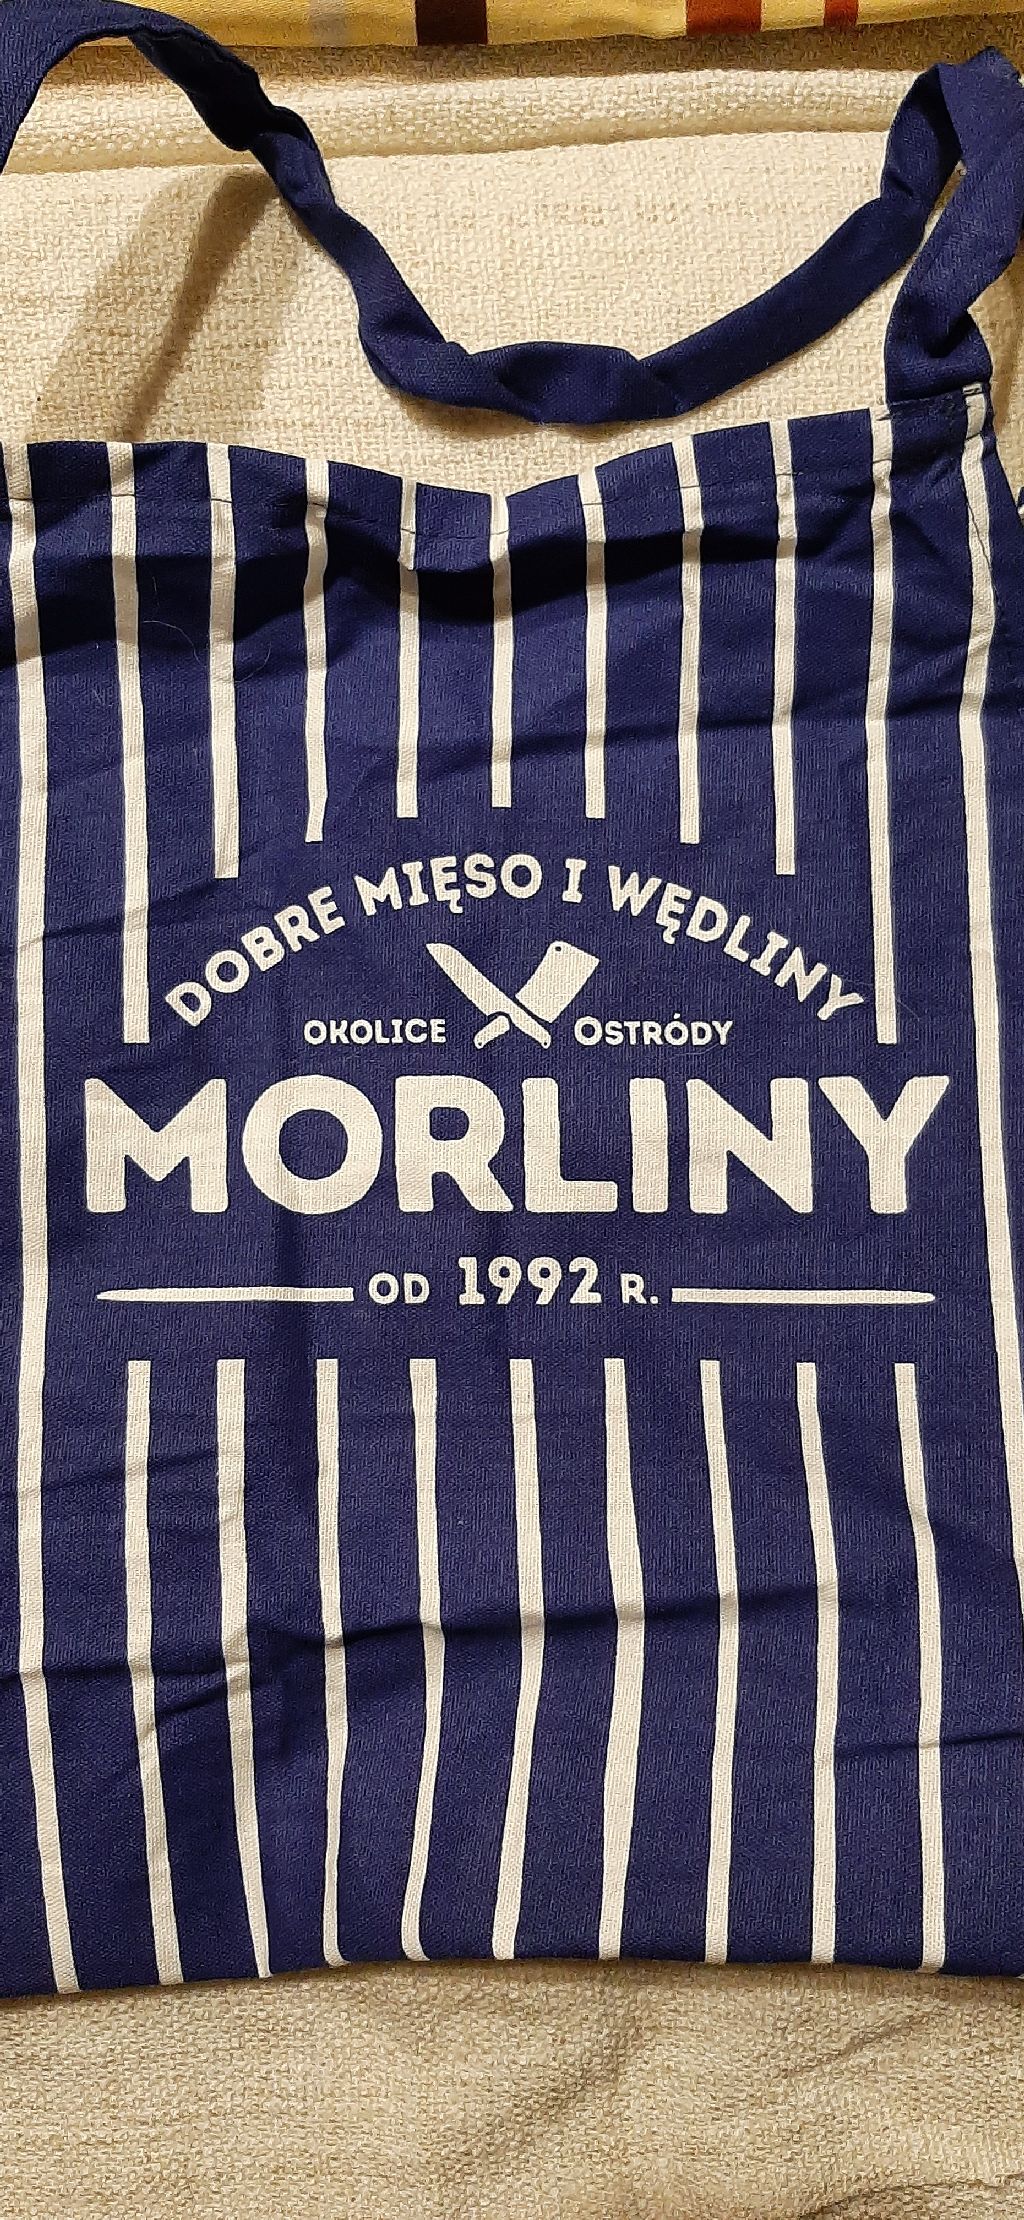 DOBRE MIĘSO I WĘDLINY
OKOLICE OSTRÓDY
MORLINY
OD 1992 R.